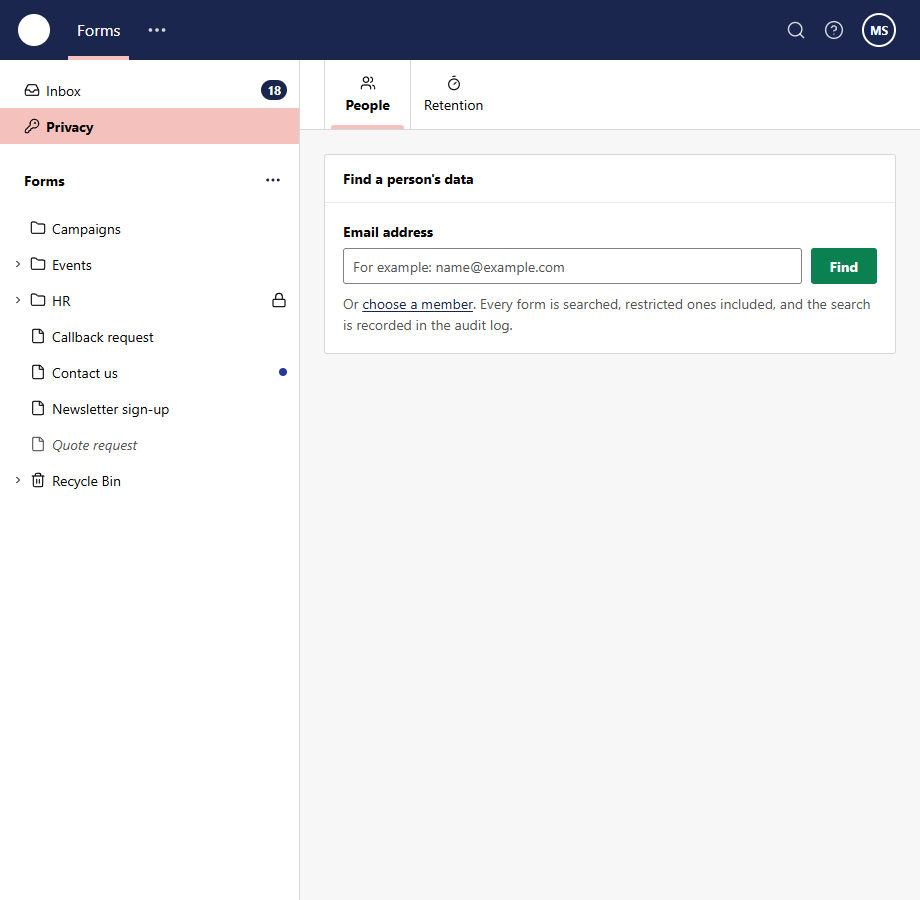 Forms
MS
Inbox
18
Privacy
Forms
Campaigns
Events
HR
Callback request
Contact us
Newsletter sign-up
Quote request
Recycle Bin
People
Retention
Find a person's data
Email address
For example: name@example.com
Find
Or choose a member. Every form is searched, restricted ones included, and the search
is recorded in the audit log.